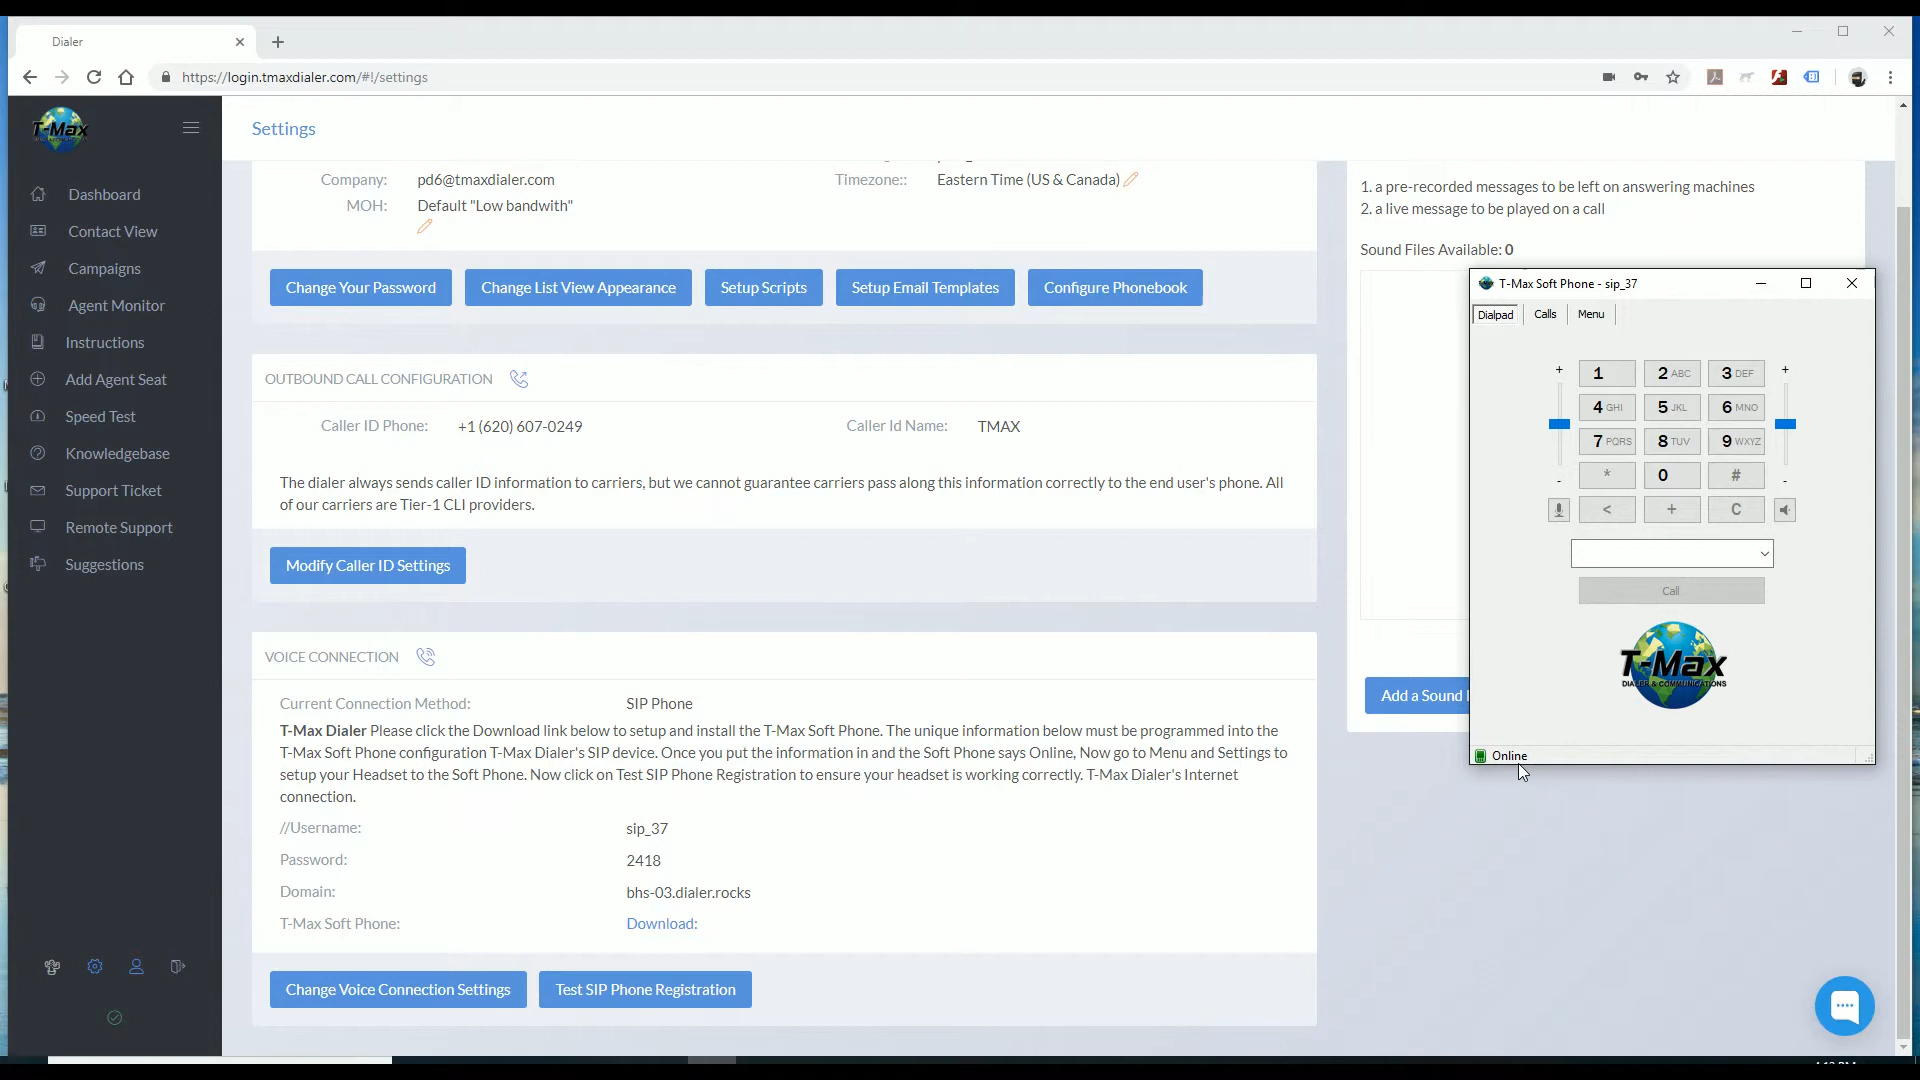 Dialer
https://login.tmaxdialer.com/#!/settings
T-Max
Settings
Dashboard
Contact View
Campaigns
Agent Monitor
Instructions
Add Agent Seat
Speed Test
Knowledgebase
Support Ticket
Remote Support
Suggestions
Company: pd6@tmaxdialer.com
Timezone:: Eastern Time (US & Canada)
MOH: Default "Low bandwith"
Change Your Password
Change List View Appearance
Setup Scripts
Setup Email Templates
Configure Phonebook
OUTBOUND CALL CONFIGURATION
Caller ID Phone: +1 (620) 607-0249
Caller Id Name: TMAX
The dialer always sends caller ID information to carriers, but we cannot guarantee carriers pass along this information correctly to the end user's phone. All
of our carriers are Tier-1 CLI providers.
Modify Caller ID Settings
VOICE CONNECTION
Current Connection Method: SIP Phone
T-Max Dialer Please click the Download link below to setup and install the T-Max Soft Phone. The unique information below must be programmed into the
T-Max Soft Phone configuration T-Max Dialer's SIP device. Once you put the information in and the Soft Phone says Online, Now go to Menu and Settings to
setup your Headset to the Soft Phone. Now click on Test SIP Phone Registration to ensure your headset is working correctly. T-Max Dialer's Internet
connection.
//Username: sip_37
Password: 2418
Domain: bhs-03.dialer.rocks
T-Max Soft Phone: Download:
Change Voice Connection Settings
Test SIP Phone Registration
1. a pre-recorded messages to be left on answering machines
2. a live message to be played on a call
Sound Files Available: 0
Add a Sound
T-Max Soft Phone - sip_37
Dialpad
Calls
Menu
+ 1 2 ABC 3 DEF +
4 GHI 5 JKL 6 MNO
7 PQRS 8 TUV 9 WXYZ
- * 0 # -
< + C
Call
T-Max
DIALER & COMMUNICATIONS
Online